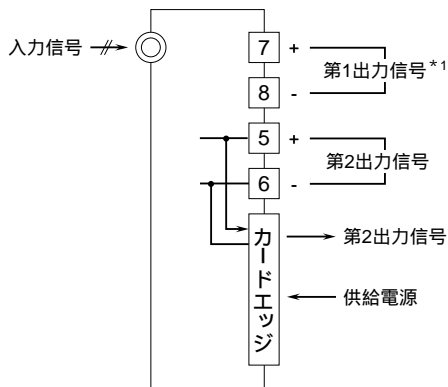 入力信号
7 +
第1出力信号*1
8 -
5 +
第2出力信号
6 -
カードエッジ
第2出力信号
供給電源